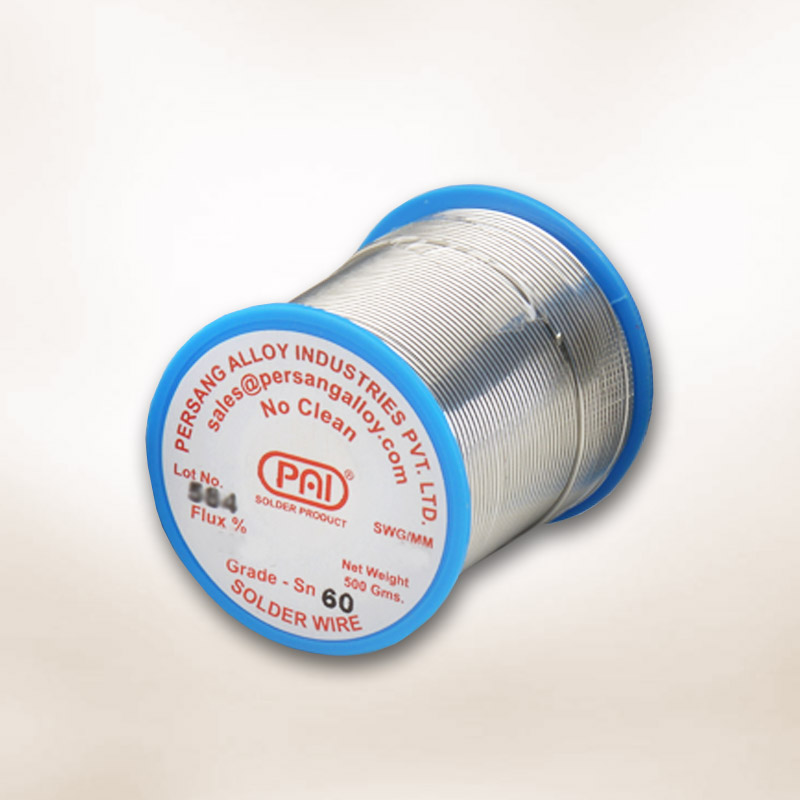 PERSANG ALLOY INDUSTRIES PVT. LTD.
sales@persangalloy.com
No Clean
PAI®
SOLDER PRODUCT
Lot No.
Flux %
SWG/MM
Net Weight
500 Gms.
Grade - Sn 60
SOLDER WIRE